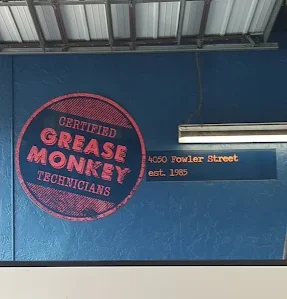 CERTIFIED
GREASE
MONKEY
TECHNICIANS
4050 Fowler Street
est. 1985